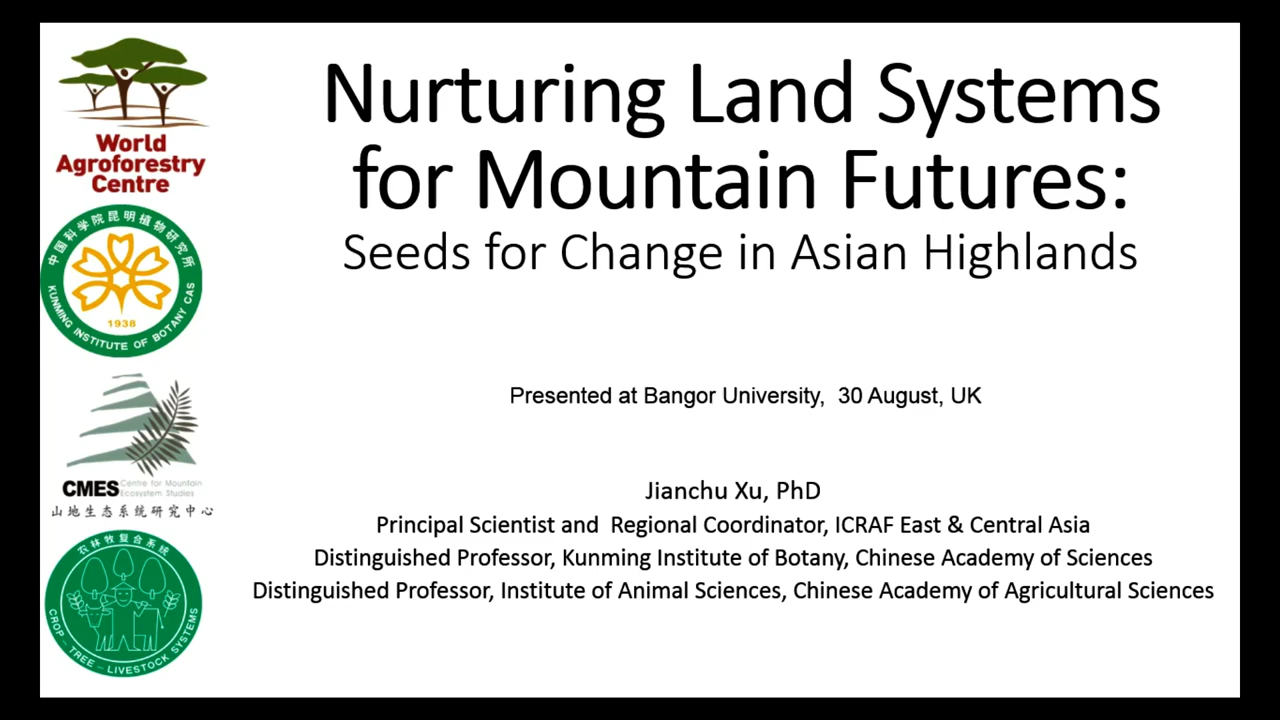 World
Agroforestry
Centre
中国科学院昆明植物研究所
1938
KUNMING INSTITUTE OF BOTANY CAS
CMES Centre for Mountain
Ecosystem Studies
山地生态系统研究中心
农林牧复合系统
CROP – TREE – LIVESTOCK SYSTEMS
Nurturing Land Systems
for Mountain Futures:
Seeds for Change in Asian Highlands
Presented at Bangor University,  30 August, UK
Jianchu Xu, PhD
Principal Scientist and  Regional Coordinator, ICRAF East & Central Asia
Distinguished Professor, Kunming Institute of Botany, Chinese Academy of Sciences
Distinguished Professor, Institute of Animal Sciences, Chinese Academy of Agricultural Sciences